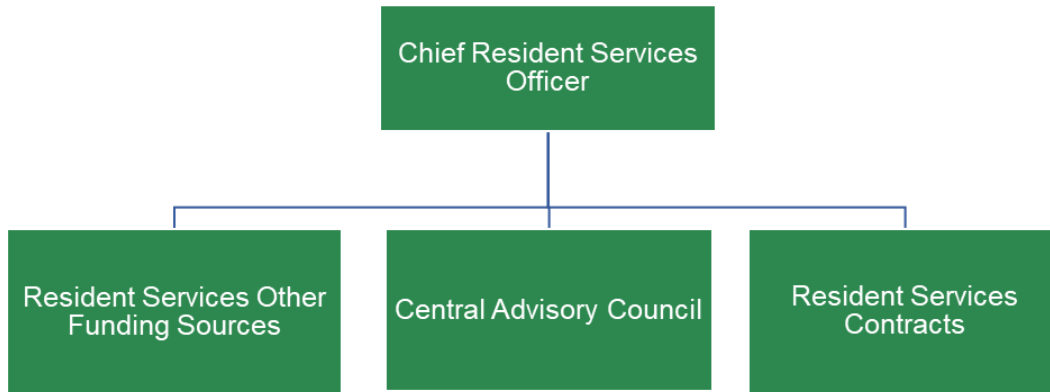 Chief Resident Services
Officer
Resident Services Other
Funding Sources
Central Advisory Council
Resident Services
Contracts